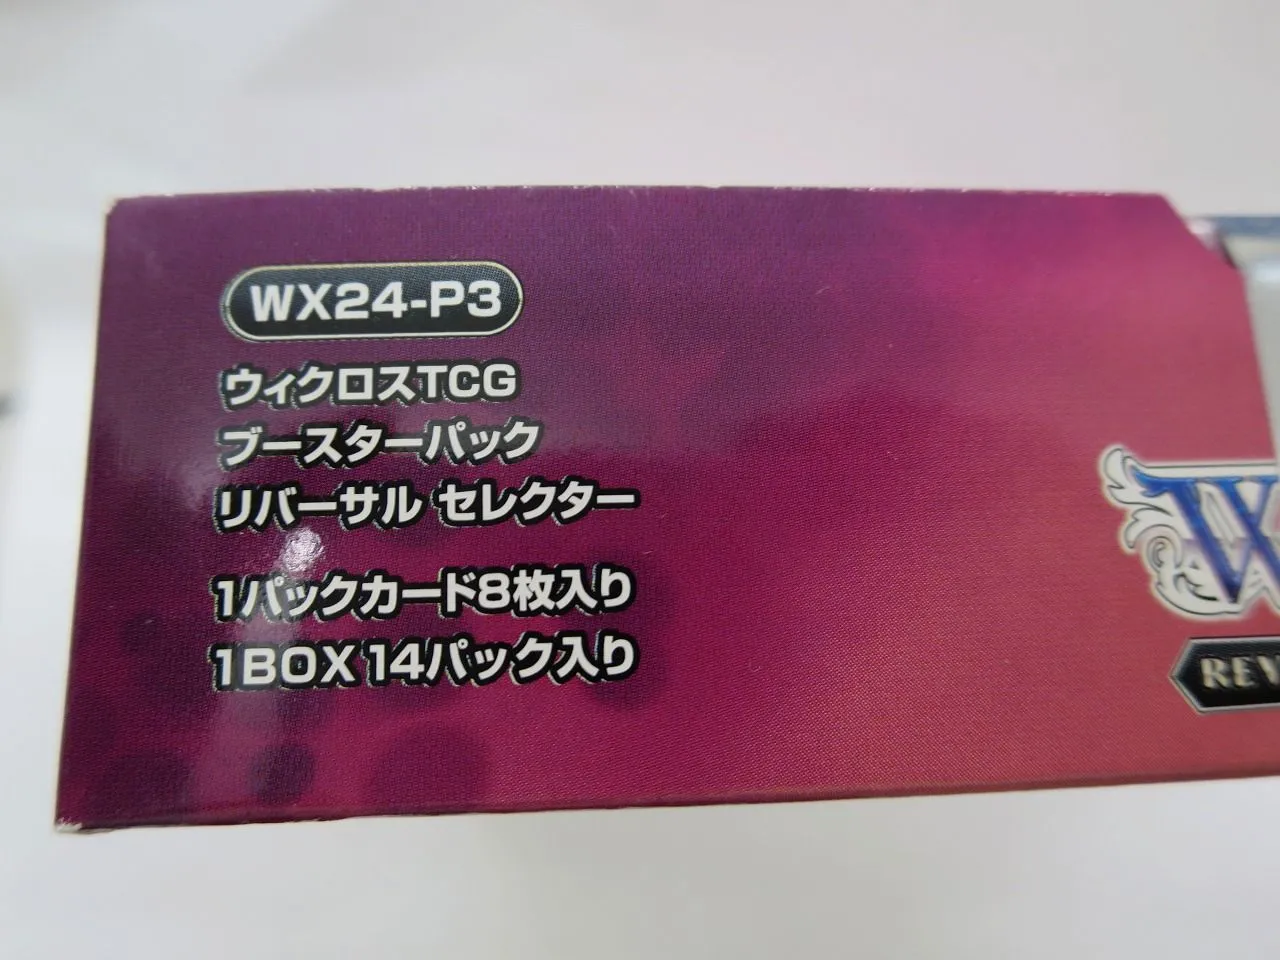 WX24-P3
ウィクロスTCG
ブースターパック
リバーサル セレクター
1パックカード8枚入り
1BOX 14パック入り
W
REV